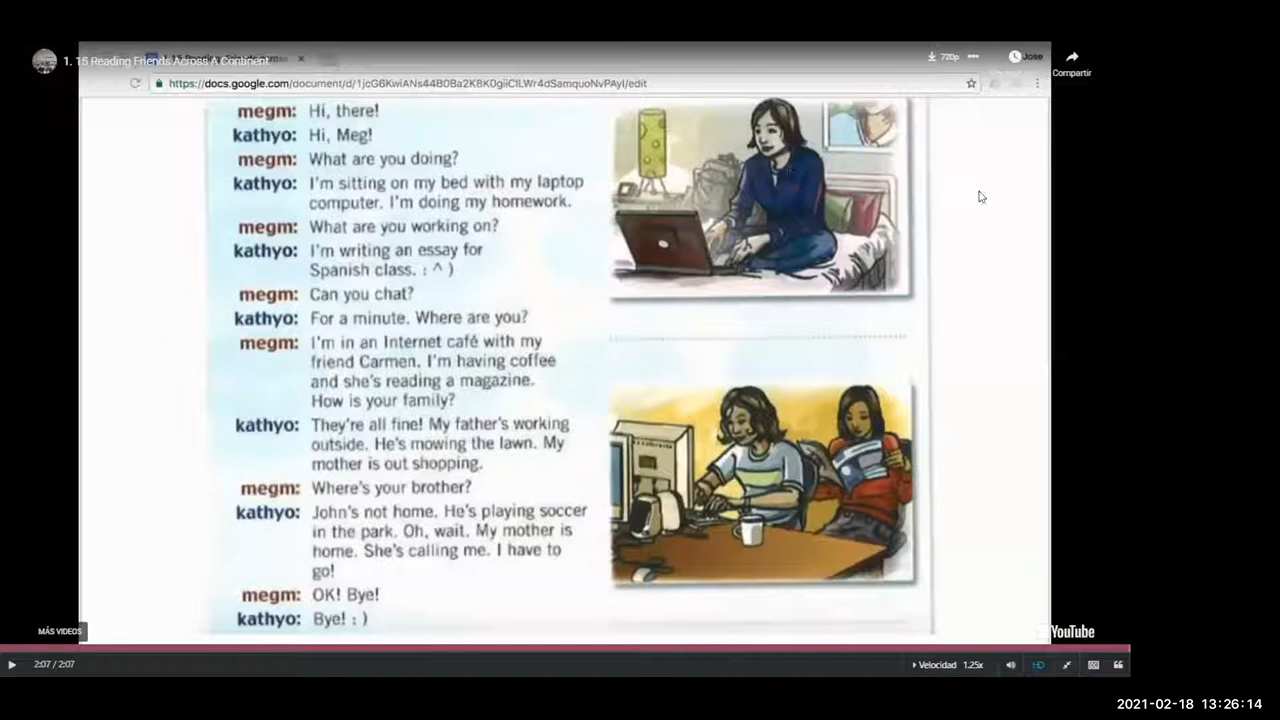 1. 15 Reading Friends Across A Continent
720p
Jose
Compartir
https://docs.google.com/document/d/1jcG6KwiANs44B0Ba2K8K0giiCILWr4dSamquoNvPAyI/edit
megm: Hi, there!
kathyo: Hi, Meg!
megm: What are you doing?
kathyo: I'm sitting on my bed with my laptop
computer. I'm doing my homework.
megm: What are you working on?
kathyo: I'm writing an essay for
Spanish class. : ^ )
megm: Can you chat?
kathyo: For a minute. Where are you?
megm: I'm in an Internet café with my
friend Carmen. I'm having coffee
and she's reading a magazine.
How is your family?
kathyo: They're all fine! My father's working
outside. He's mowing the lawn. My
mother is out shopping.
megm: Where's your brother?
kathyo: John's not home. He's playing soccer
in the park. Oh, wait. My mother is
home. She's calling me. I have to
go!
megm: OK! Bye!
kathyo: Bye! : )
MÁS VIDEOS
YouTube
2:07 / 2:07
Velocidad 1.25x
HD
2021-02-18 13:26:14